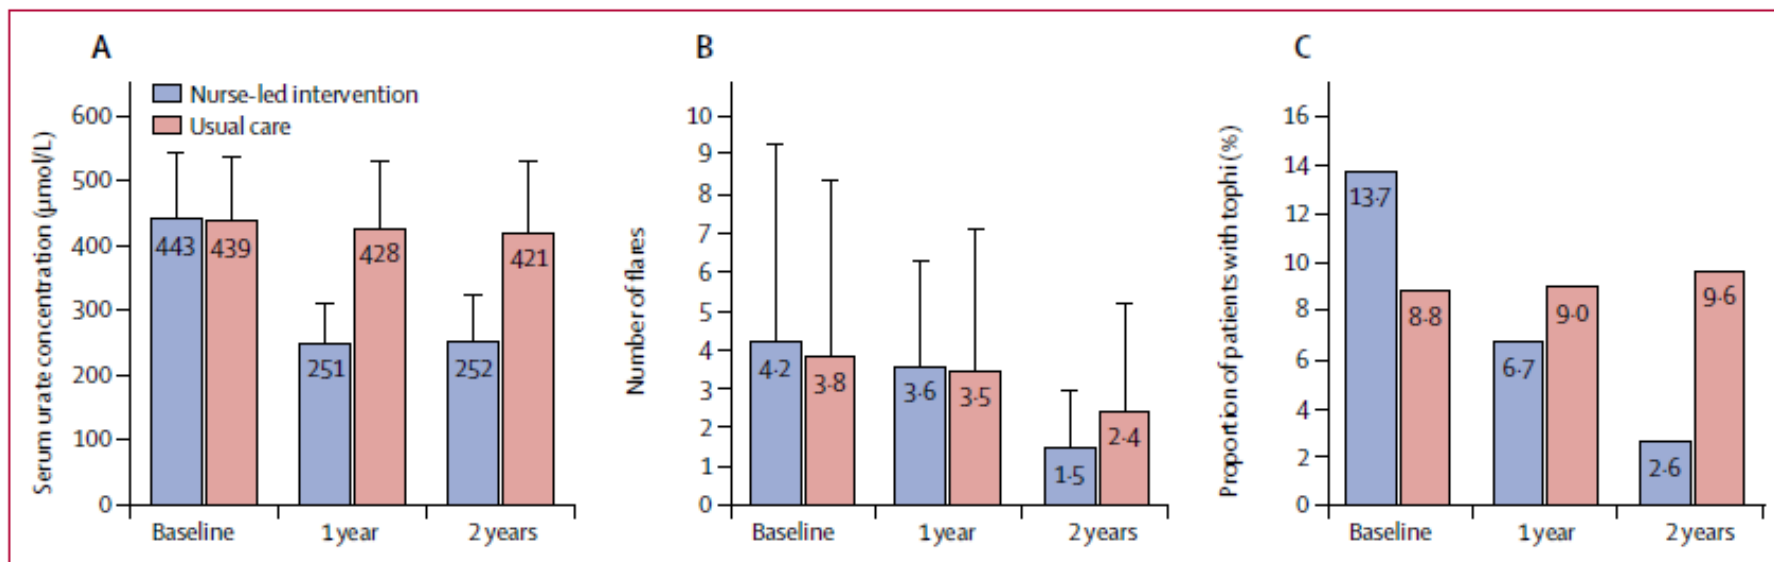 A
Nurse-led intervention
Usual care
Serum urate concentration (µmol/L)
600
500
400
300
200
100
0
443
439
251
428
252
421
Baseline
1 year
2 years
B
Number of flares
10
9
8
7
6
5
4
3
2
1
0
4·2
3·8
3·6
3·5
1·5
2·4
Baseline
1 year
2 years
C
Proportion of patients with tophi (%)
16
14
12
10
8
6
4
2
0
13·7
8·8
6·7
9·0
2·6
9·6
Baseline
1 year
2 years